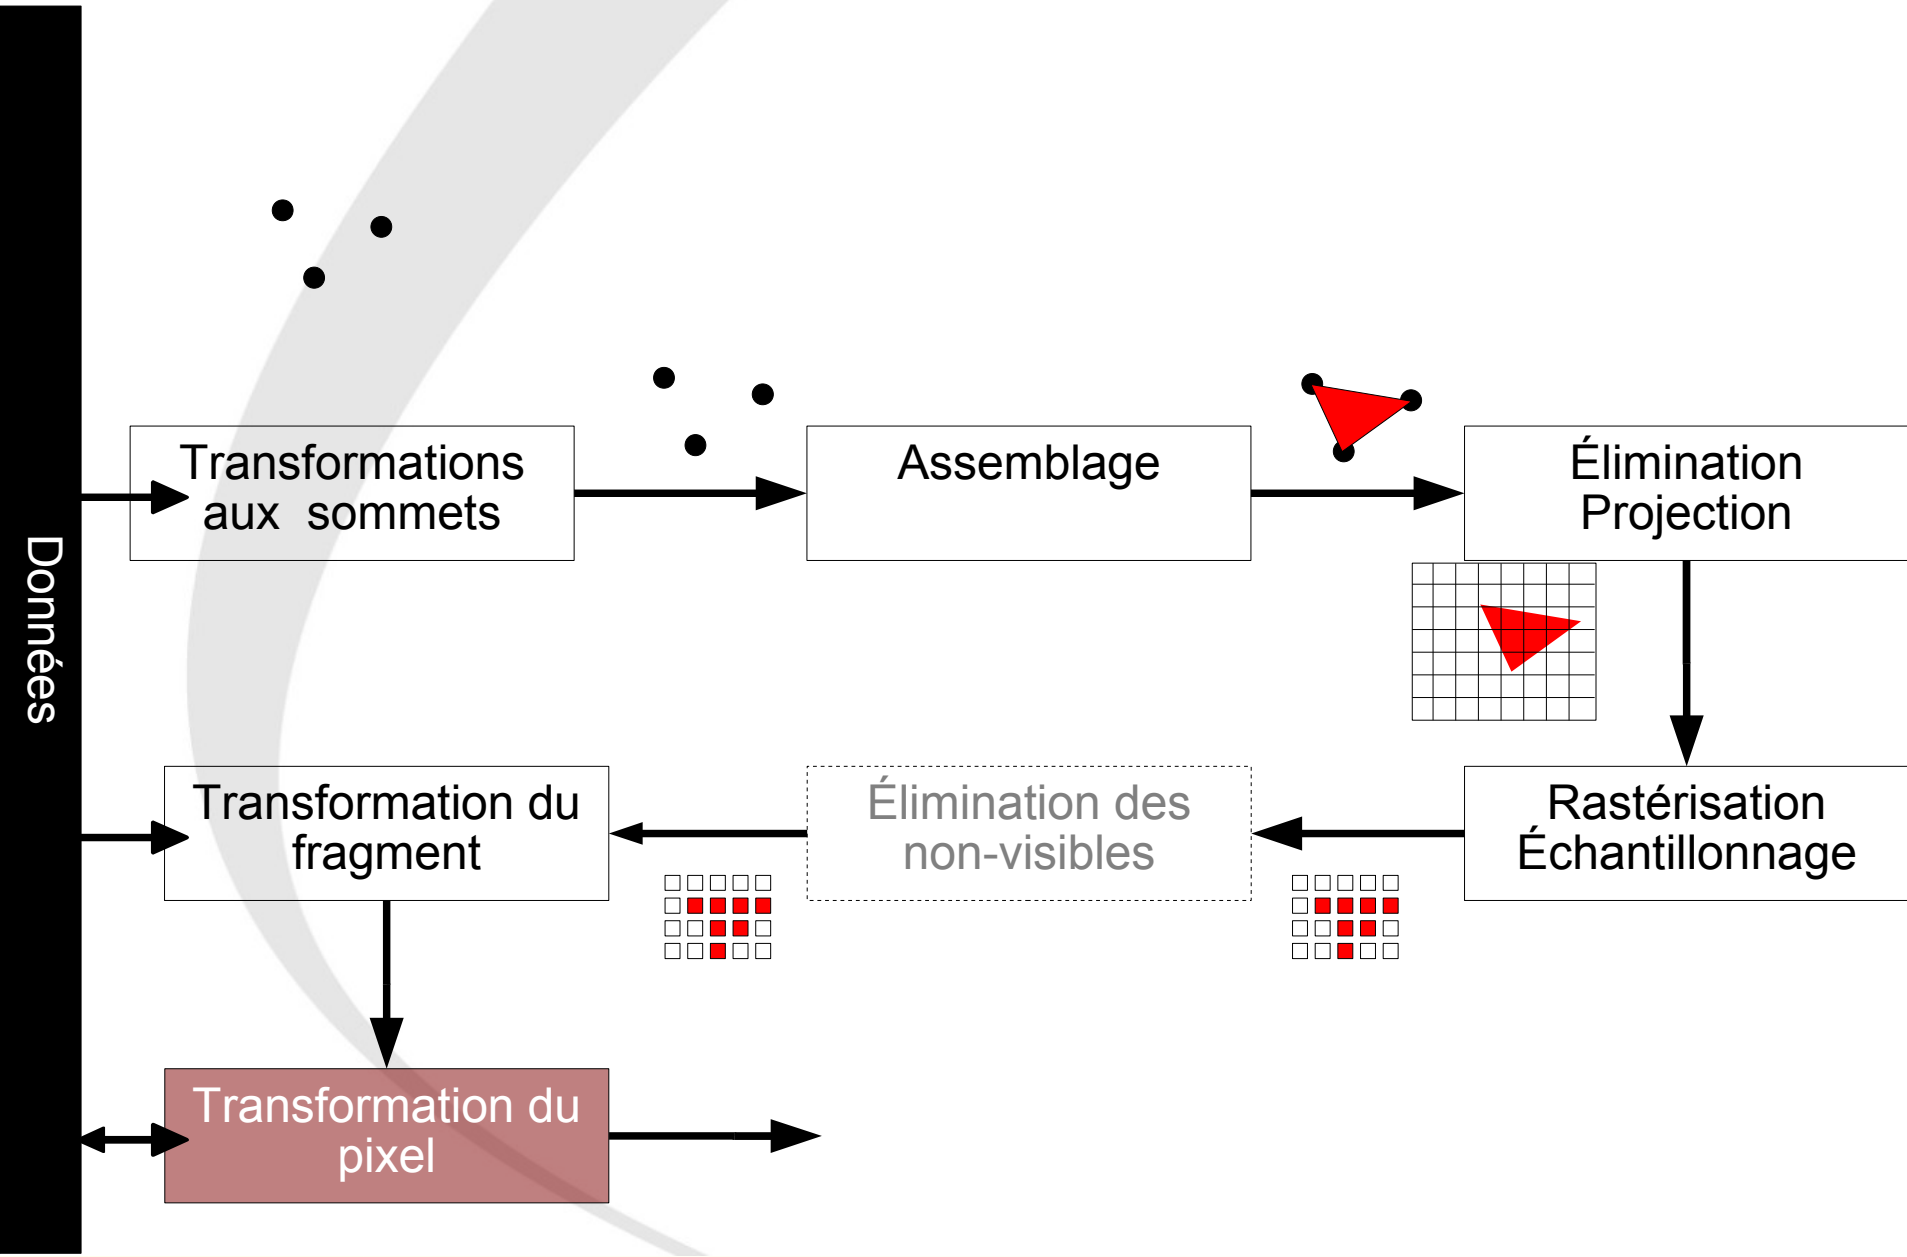 Données
Transformations
aux sommets
Assemblage
Élimination
Projection
Transformation du
fragment
Élimination des
non-visibles
Rastérisation
Échantillonnage
Transformation du
pixel